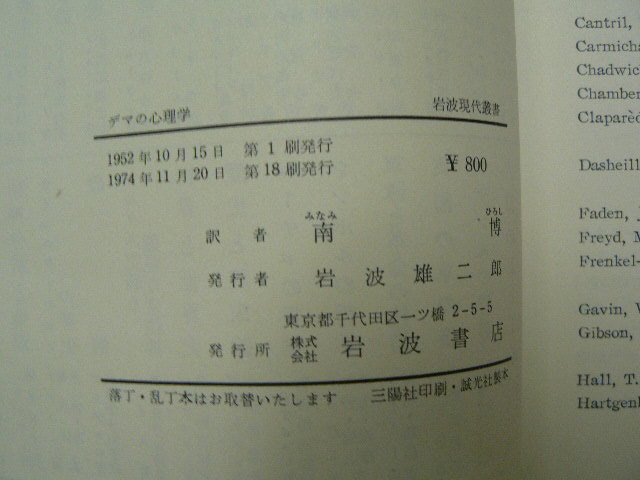 デマの心理学　岩波現代叢書
1952年10月15日　第1刷発行
1974年11月20日　第18刷発行
￥800
みなみ　ひろし
訳者　南　博
発行者　岩波雄二郎
東京都千代田区一ツ橋 2-5-5
発行所　株式会社　岩波書店
落丁・乱丁本はお取替いたします　三陽社印刷・誠光社製本
Cantril,
Carmicha
Chadwic
Chamber
Claparèd
Dasheill
Faden, J
Freyd, M
Frenkel-
Gavin, W
Gibson,
Hall, T.
Hartgenb